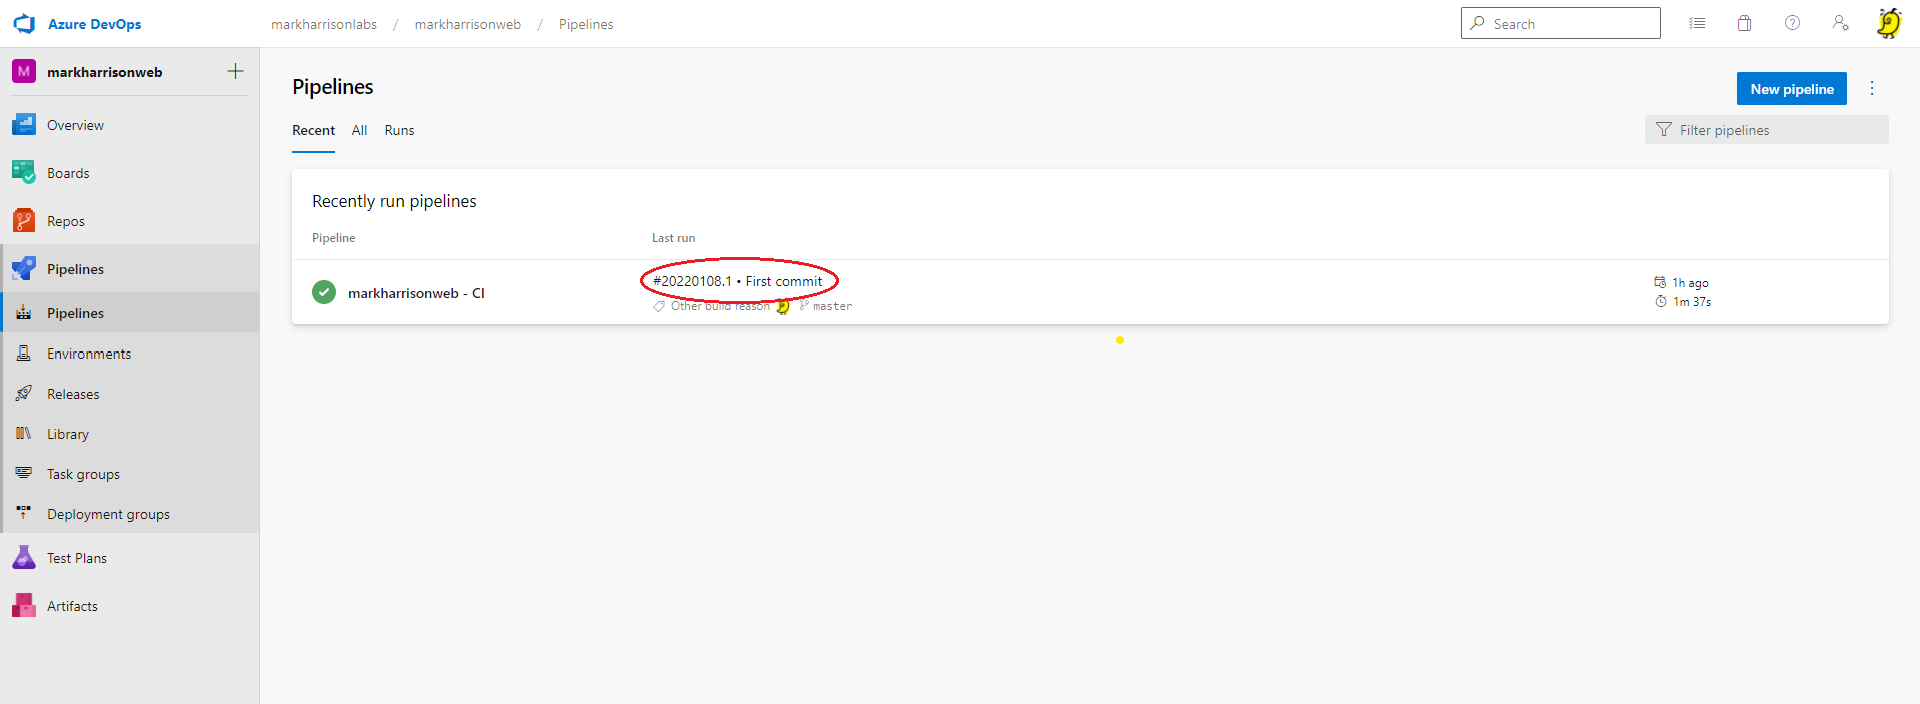 Azure DevOps
markharrisonlabs / markharrisonweb / Pipelines
Search
M markharrisonweb
Overview
Boards
Repos
Pipelines
Pipelines
Environments
Releases
Library
Task groups
Deployment groups
Test Plans
Artifacts
Pipelines
New pipeline
Recent All Runs
Filter pipelines
Recently run pipelines
Pipeline Last run
markharrisonweb - CI
#20220108.1 • First commit
Other build reason master
1h ago
1m 37s